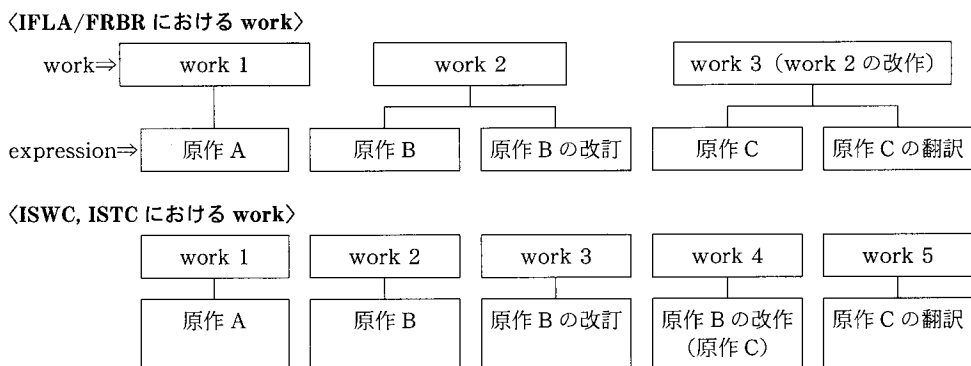 〈IFLA/FRBR における work〉
work⇒ work 1 work 2 work 3（work 2 の改作）
expression⇒ 原作 A 原作 B 原作 B の改訂 原作 C 原作 C の翻訳
〈ISWC, ISTC における work〉
work 1 work 2 work 3 work 4 work 5
原作 A 原作 B 原作 B の改訂 原作 B の改作 原作 C の翻訳
（原作 C）